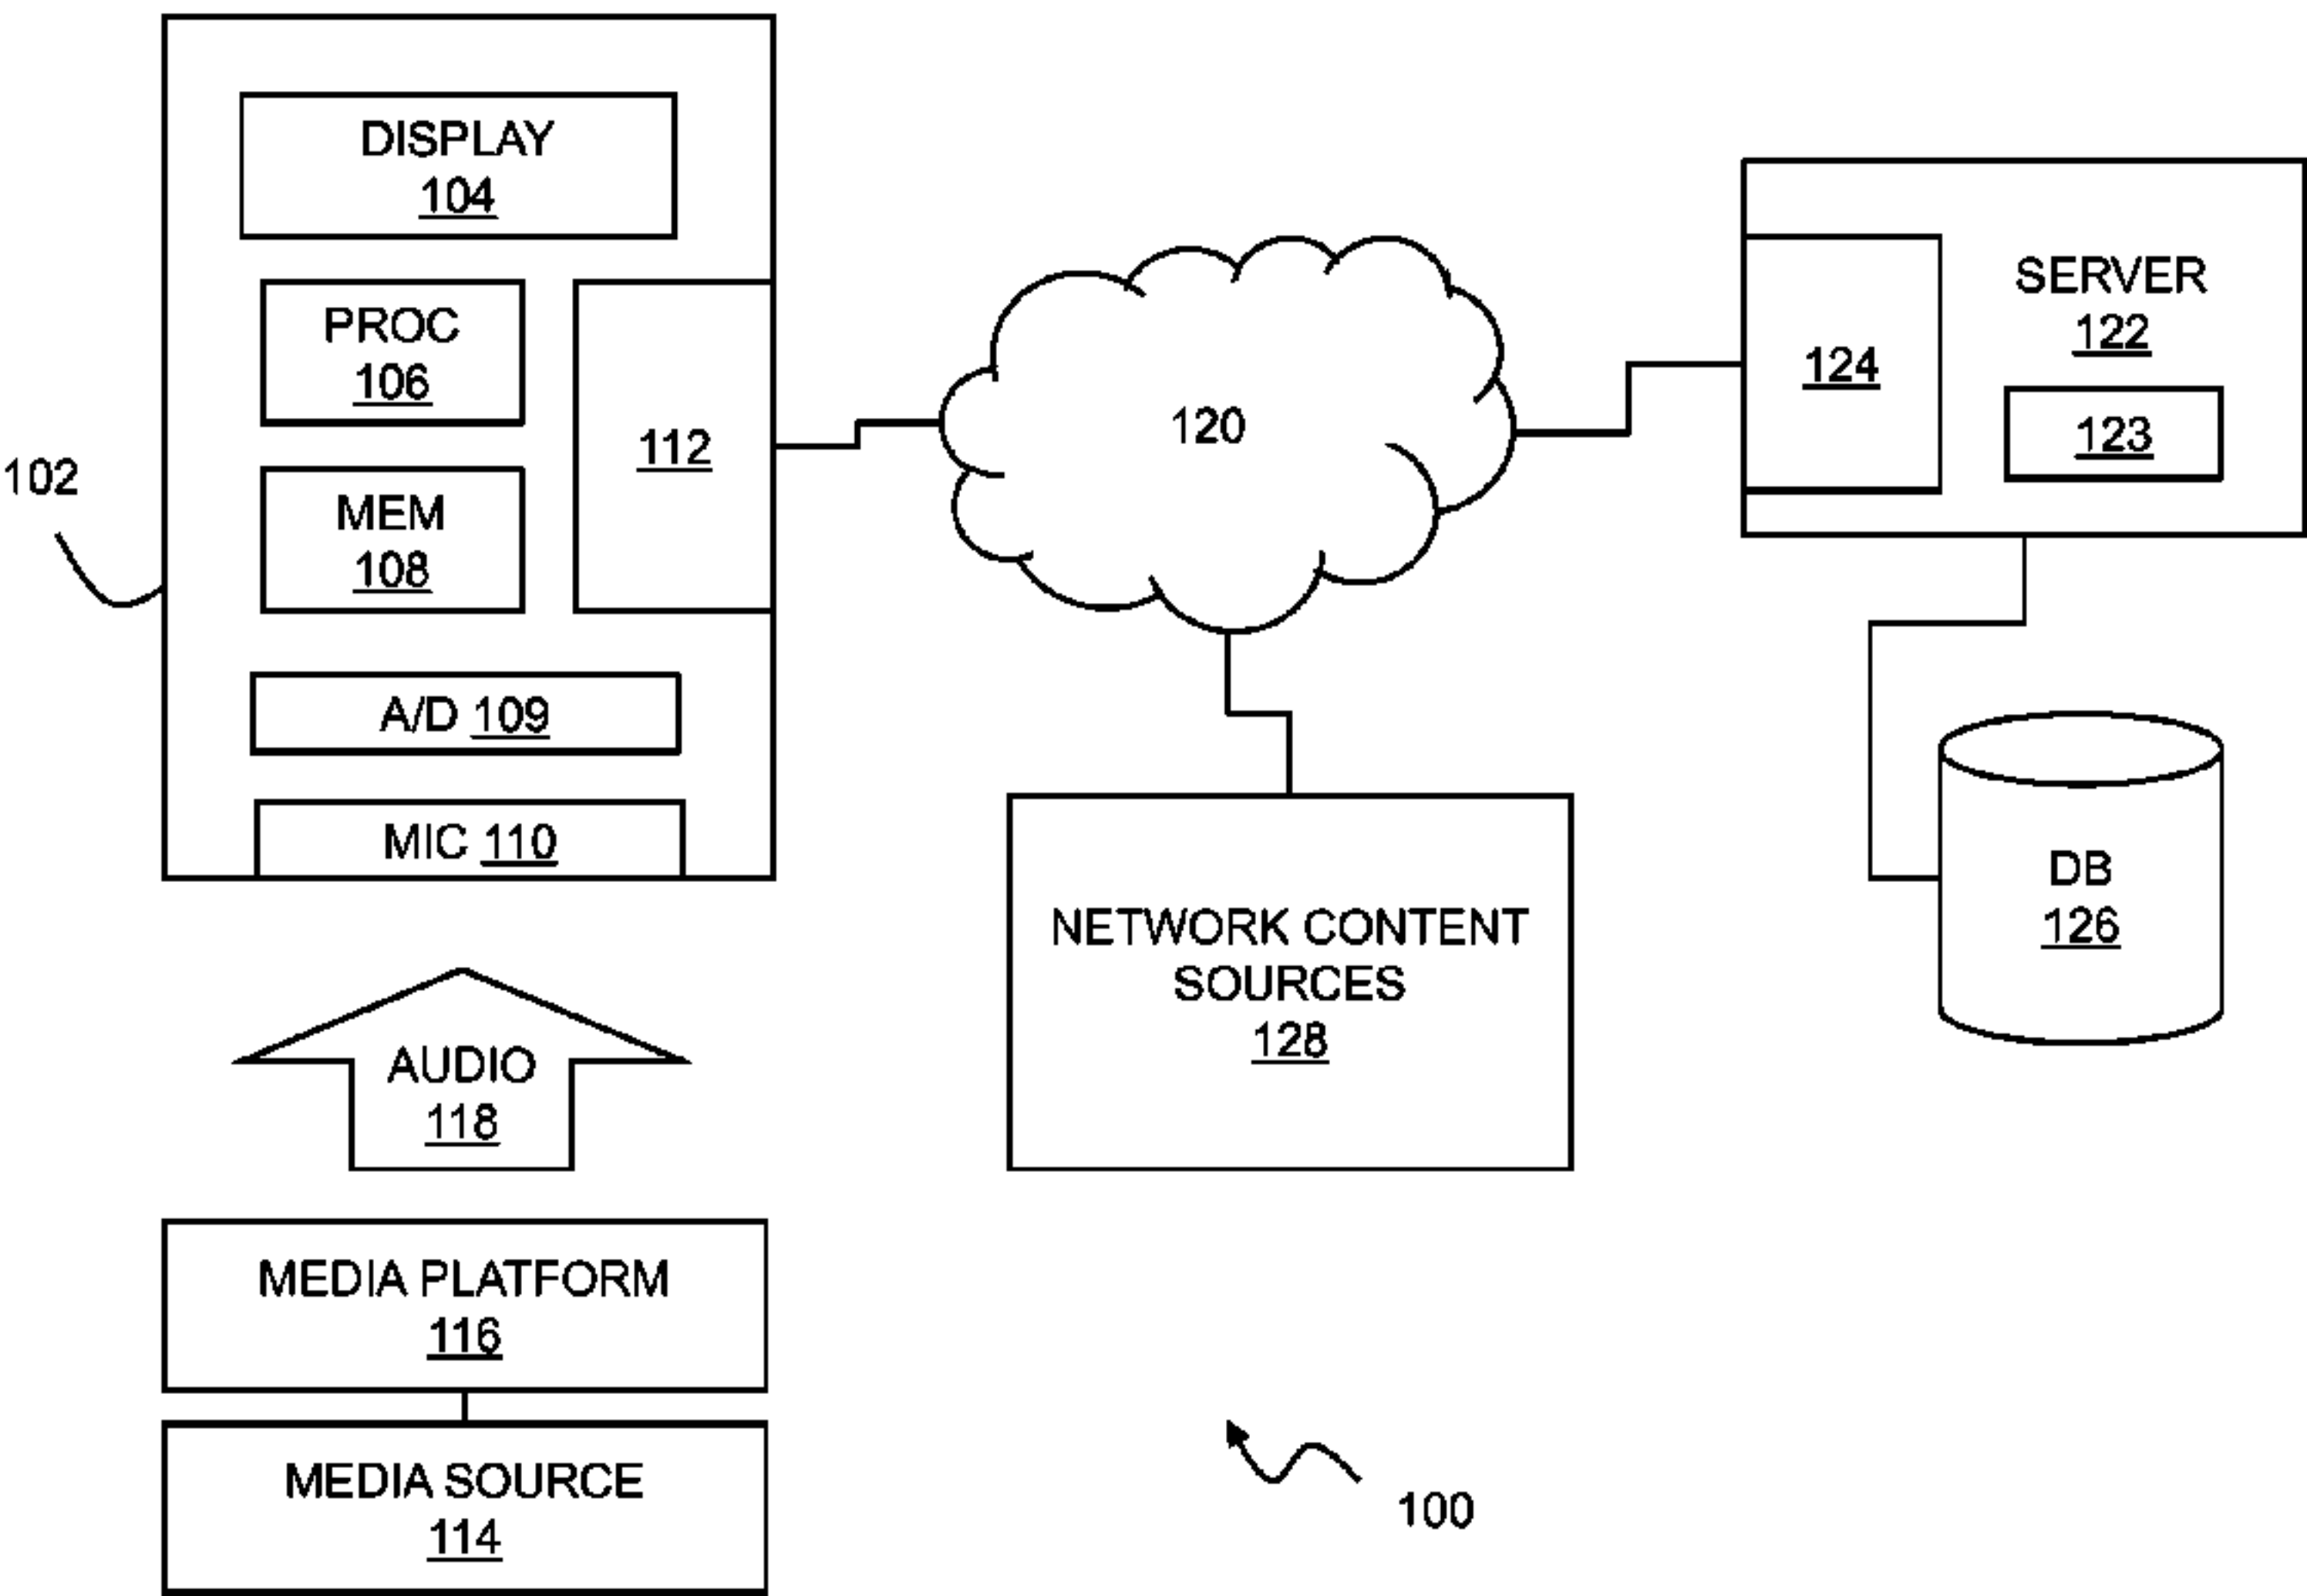 DISPLAY
104
PROC
106
MEM
108
112
A/D 109
MIC 110
102
AUDIO
118
MEDIA PLATFORM
116
MEDIA SOURCE
114
120
NETWORK CONTENT
SOURCES
128
SERVER
122
124
123
DB
126
100